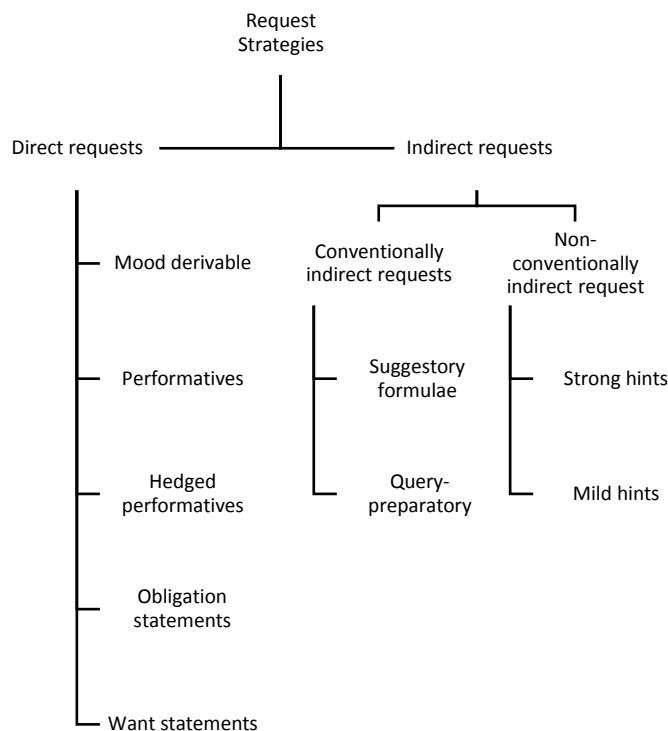 Request
Strategies
Direct requests
Indirect requests
Mood derivable
Performatives
Hedged
performatives
Obligation
statements
Want statements
Conventionally
indirect requests
Suggestory
formulae
Query-
preparatory
Non-
conventionally
indirect request
Strong hints
Mild hints